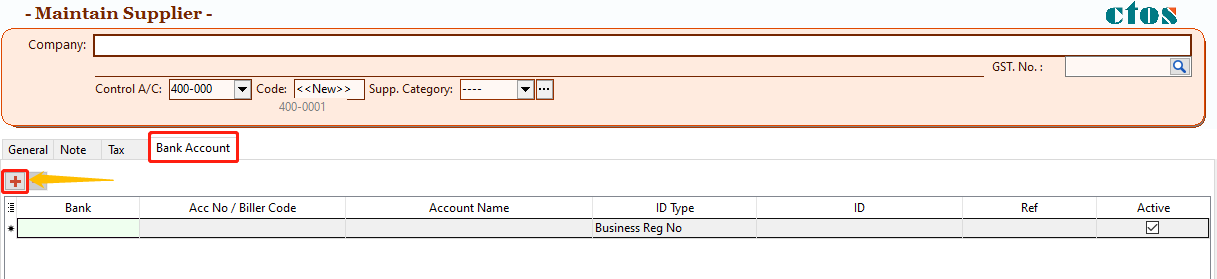 - Maintain Supplier -
ctos
Company:
GST. No. :
Control A/C: 400-000 Code: <<New>> Supp. Category: ---- ...
400-0001
General Note Tax Bank Account
Bank Acc No / Biller Code Account Name ID Type ID Ref Active
Business Reg No